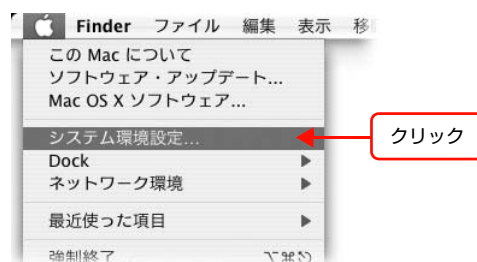 Finder ファイル 編集 表示 移
この Mac について
ソフトウェア・アップデート...
Mac OS X ソフトウェア...
システム環境設定...
クリック
Dock
ネットワーク環境
最近使った項目
強制終了...